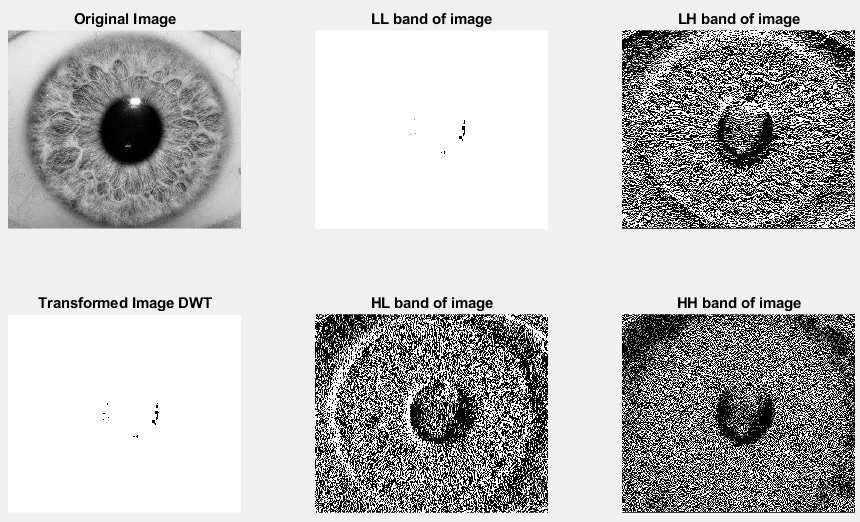 Original Image
LL band of image
LH band of image
Transformed Image DWT
HL band of image
HH band of image